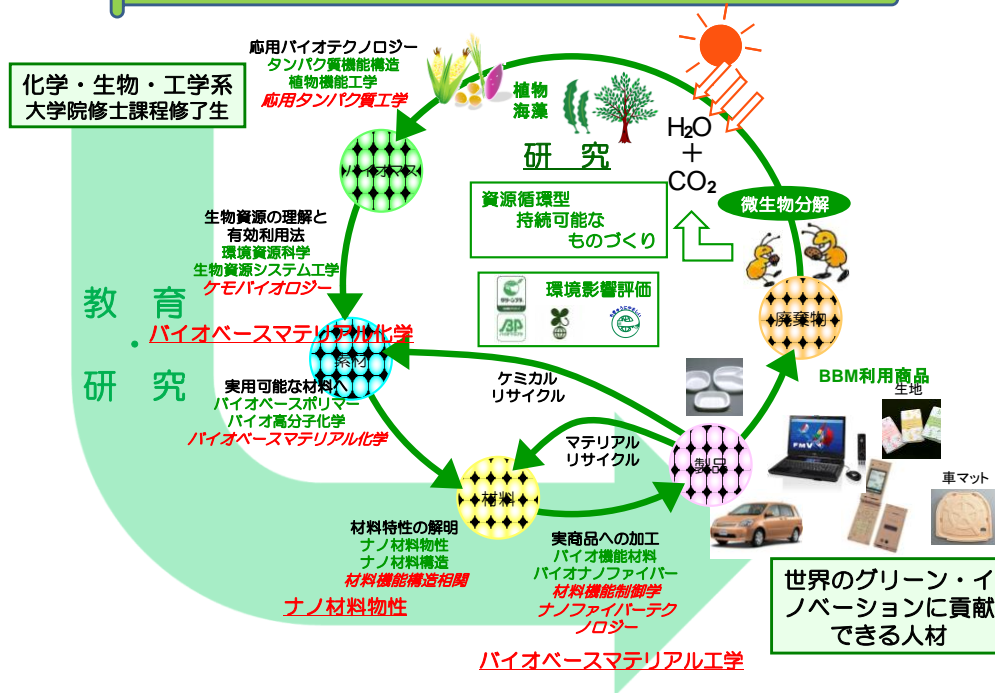 応用バイオテクノロジー
タンパク質機能構造
植物機能工学
応用タンパク質工学
化学・生物・工学系
大学院修士課程修了生
植物
海藻
研 究
H₂O
＋
CO₂
バイオマス
資源循環型
持続可能な
ものづくり
微生物分解
生物資源の理解と
有効利用法
環境資源科学
生物資源システム工学
ケモバイオロジー
環境影響評価
廃棄物
教 育
・
研 究
バイオベースマテリアル化学
素材
ケミカル
リサイクル
BBM利用商品
生地
実用可能な材料へ
バイオベースポリマー
バイオ高分子化学
バイオベースマテリアル化学
マテリアル
リサイクル
製品
FMV
車マット
材料
材料特性の解明
ナノ材料物性
ナノ材料構造
材料機能構造相関
ナノ材料物性
実商品への加工
バイオ機能材料
バイオナノファイバー
材料機能制御学
ナノファイバーテク
ノロジー
バイオベースマテリアル工学
世界のグリーン・イ
ノベーションに貢献
できる人材